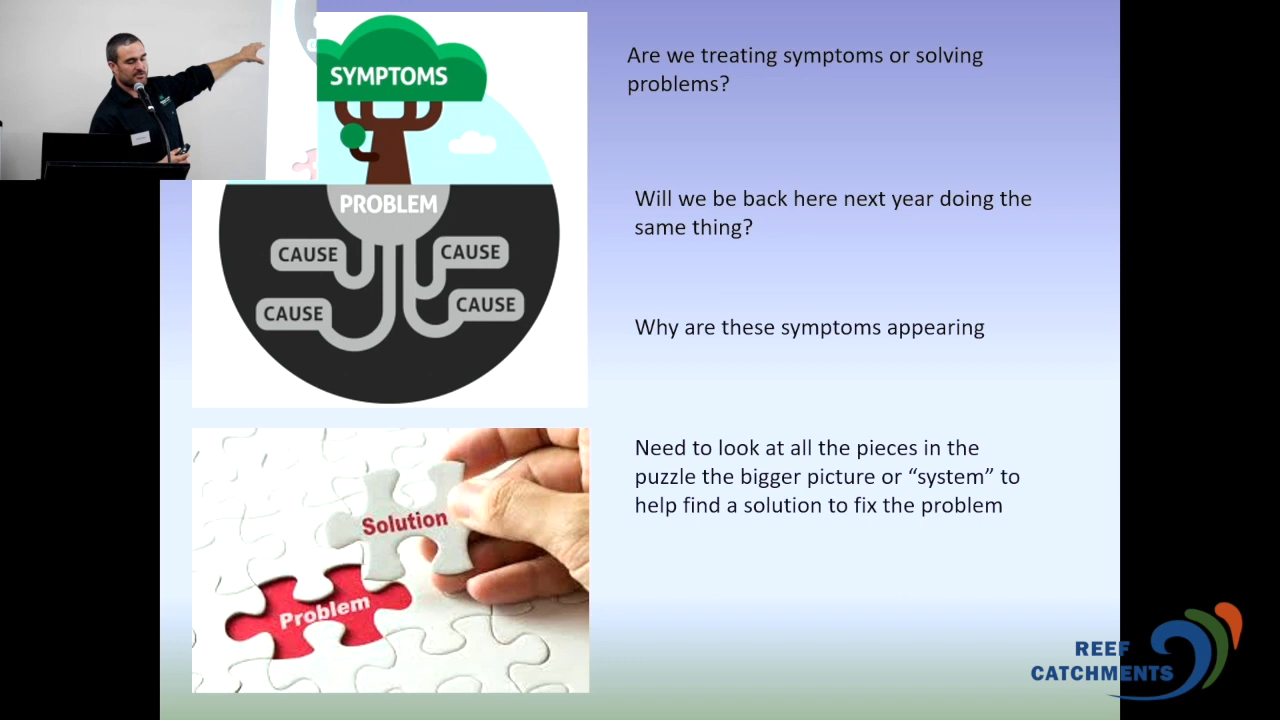 SYMPTOMS
PROBLEM
CAUSE
CAUSE
CAUSE
CAUSE
Solution
Problem
Are we treating symptoms or solving
problems?
Will we be back here next year doing the
same thing?
Why are these symptoms appearing
Need to look at all the pieces in the
puzzle the bigger picture or “system” to
help find a solution to fix the problem
REEF
CATCHMENTS